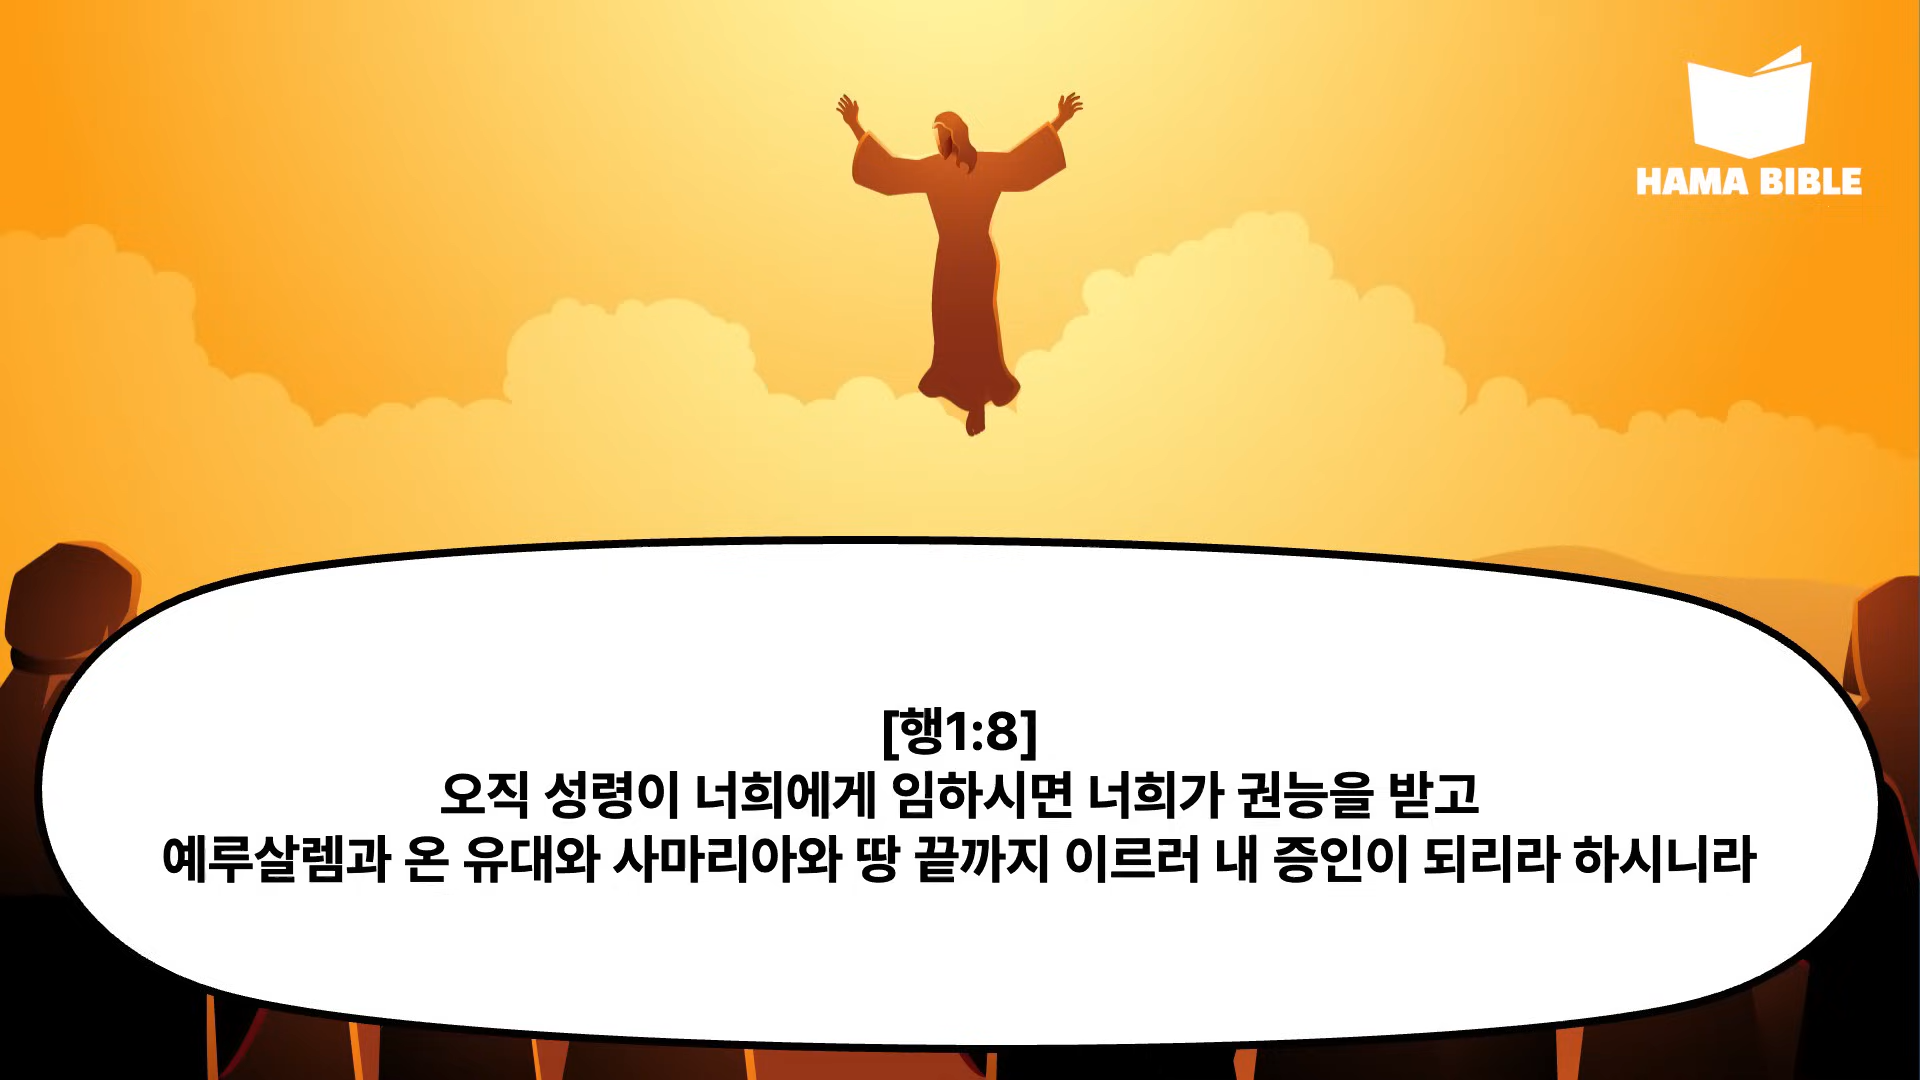 HAMA BIBLE
[행1:8]
오직 성령이 너희에게 임하시면 너희가 권능을 받고
예루살렘과 온 유대와 사마리아와 땅 끝까지 이르러 내 증인이 되리라 하시니라